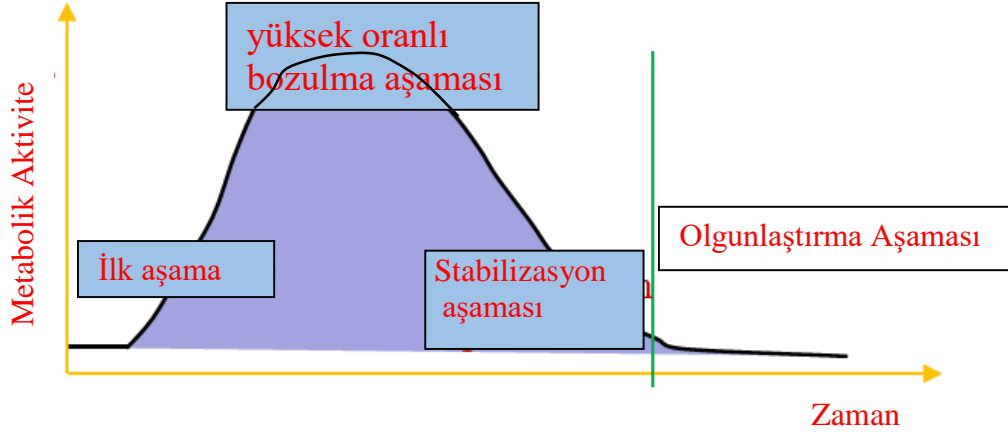 yüksek oranlı
bozulma aşaması
Metabolik Aktivite
İlk aşama
Stabilizasyon
aşaması
Olgunlaştırma Aşaması
Zaman